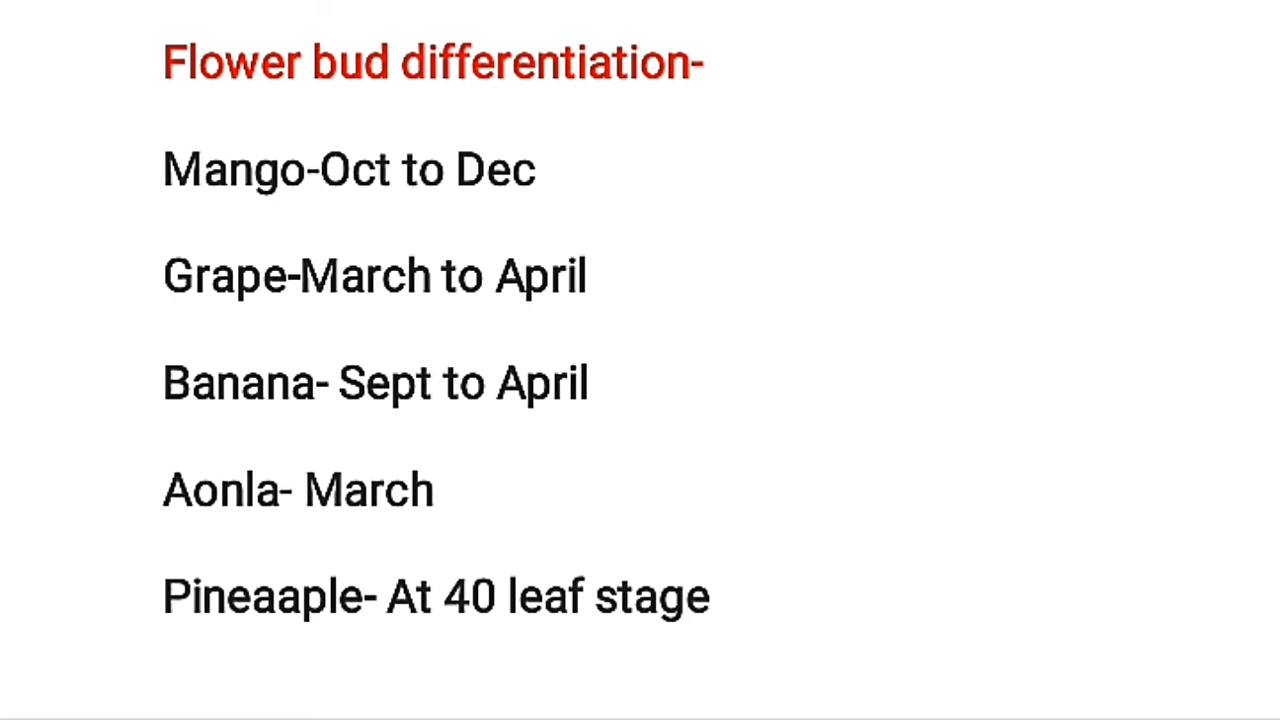 Flower bud differentiation-
Mango-Oct to Dec
Grape-March to April
Banana- Sept to April
Aonla- March
Pineaaple- At 40 leaf stage